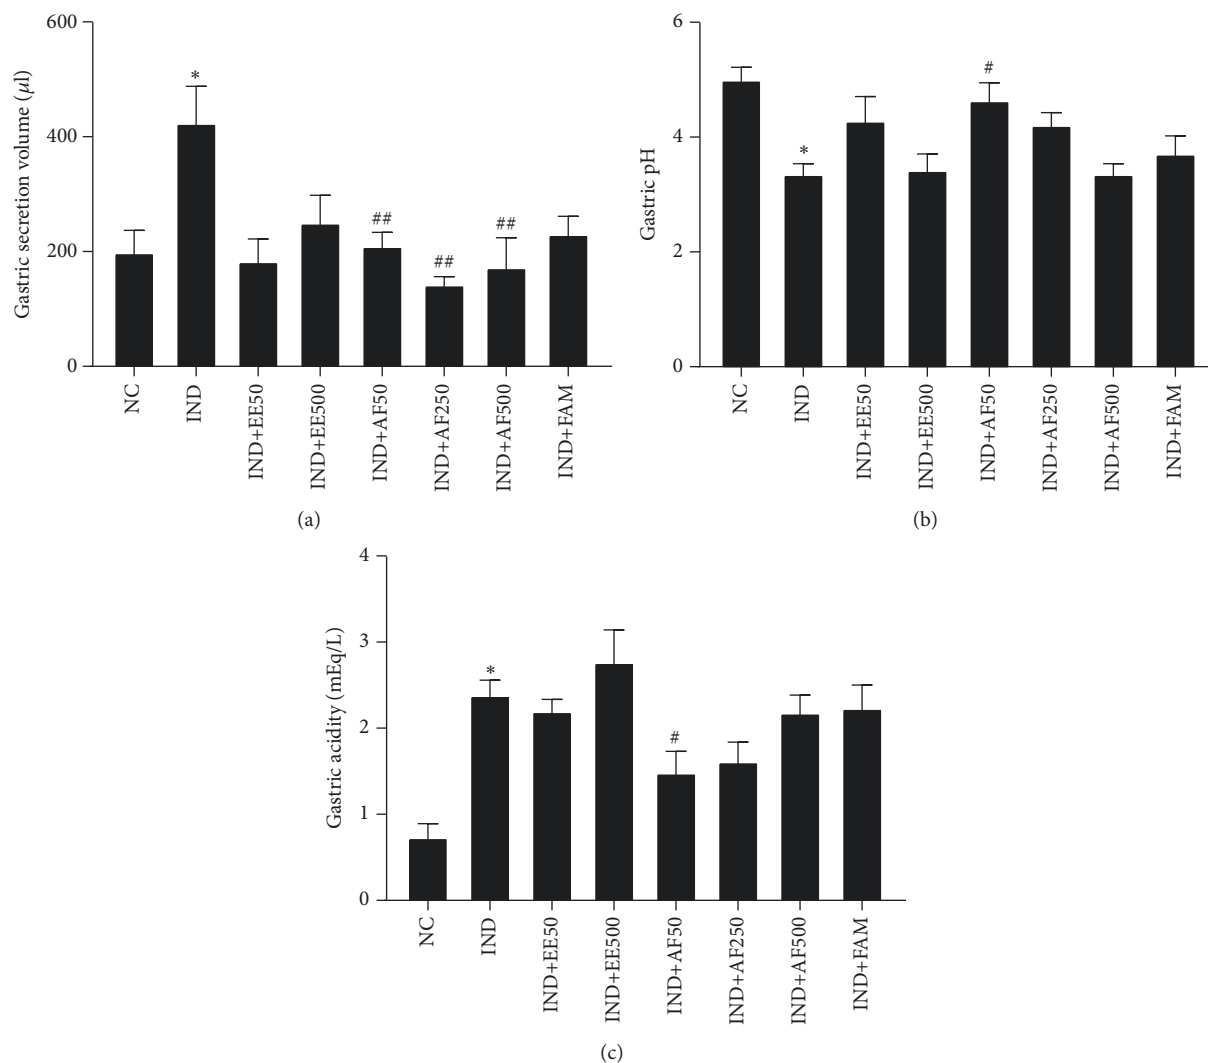 Gastric secretion volume (μl)
600
400
200
0
*
##
##
##
NC
IND
IND+EE50
IND+EE500
IND+AF50
IND+AF250
IND+AF500
IND+FAM
(a)
Gastric pH
6
4
2
0
*
#
NC
IND
IND+EE50
IND+EE500
IND+AF50
IND+AF250
IND+AF500
IND+FAM
(b)
Gastric acidity (mEq/L)
4
3
2
1
0
*
#
NC
IND
IND+EE50
IND+EE500
IND+AF50
IND+AF250
IND+AF500
IND+FAM
(c)